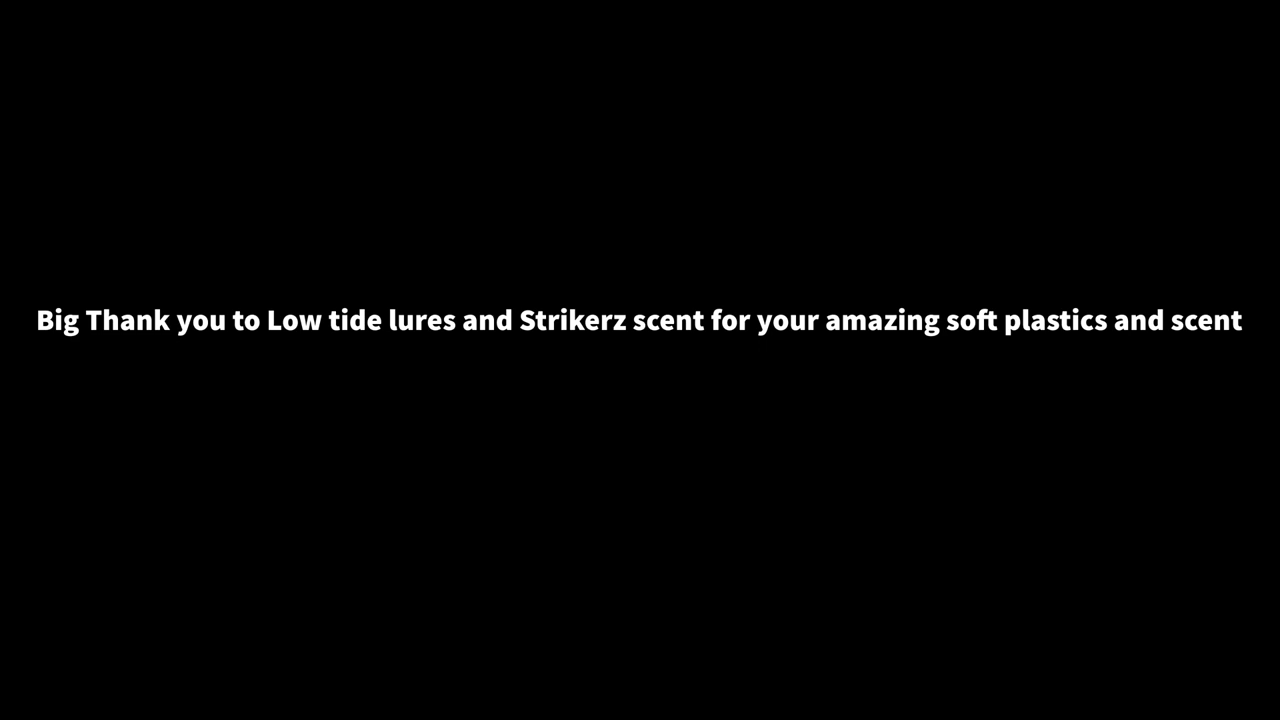 Big Thank you to Low tide lures and Strikerz scent for your amazing soft plastics and scent